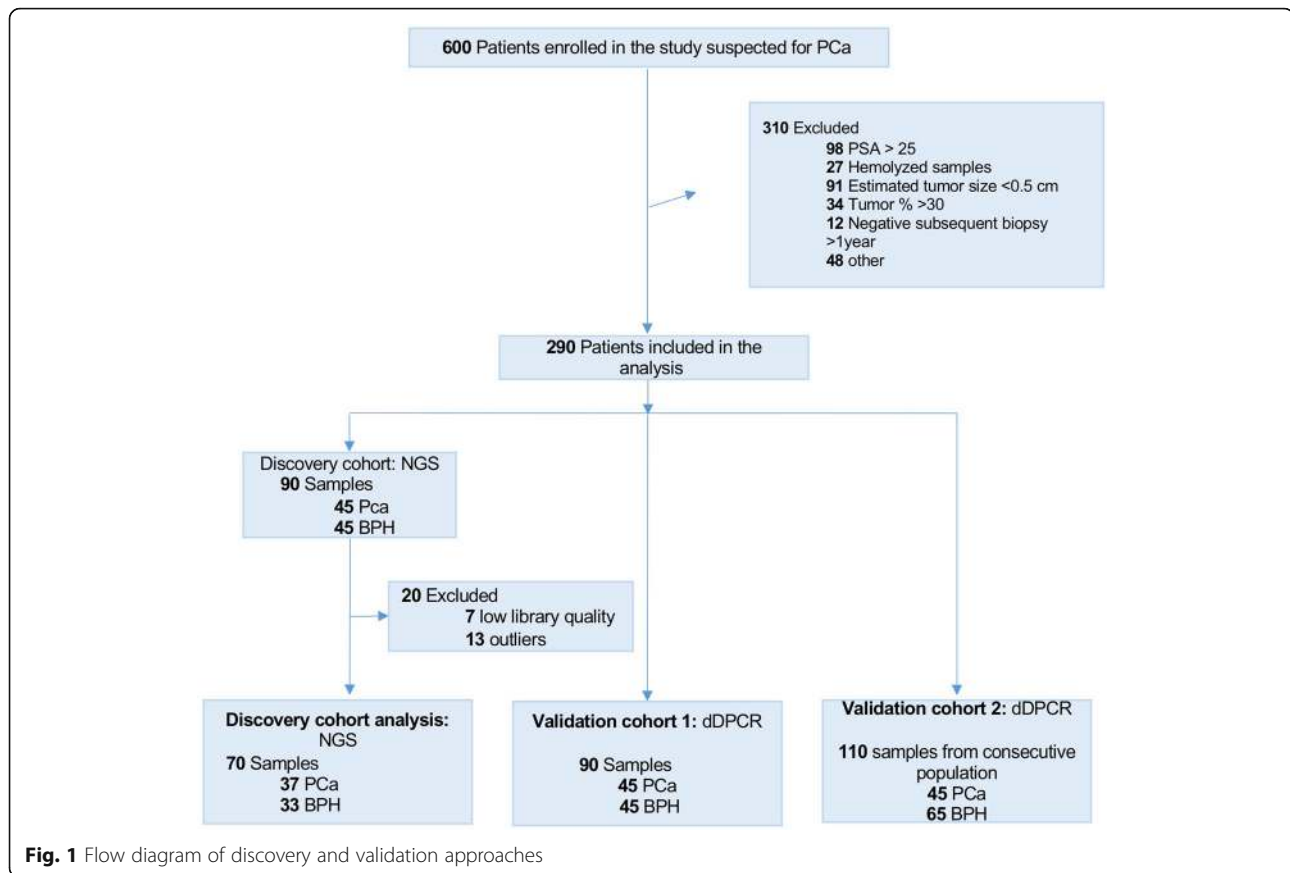 600 Patients enrolled in the study suspected for PCa
310 Excluded
98 PSA > 25
27 Hemolyzed samples
91 Estimated tumor size <0.5 cm
34 Tumor % >30
12 Negative subsequent biopsy
>1year
48 other
290 Patients included in the
analysis
Discovery cohort: NGS
90 Samples
45 Pca
45 BPH
20 Excluded
7 low library quality
13 outliers
Discovery cohort analysis:
NGS
70 Samples
37 PCa
33 BPH
Validation cohort 1: dDPCR
90 Samples
45 PCa
45 BPH
Validation cohort 2: dDPCR
110 samples from consecutive
population
45 PCa
65 BPH
Fig. 1 Flow diagram of discovery and validation approaches